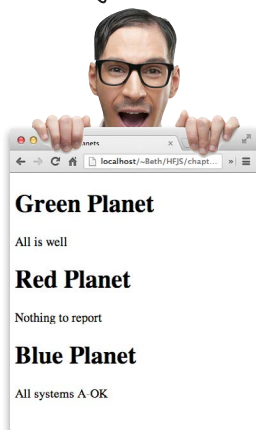 anets
localhost/~Beth/HFJS/chapt...
Green Planet
All is well
Red Planet
Nothing to report
Blue Planet
All systems A-OK